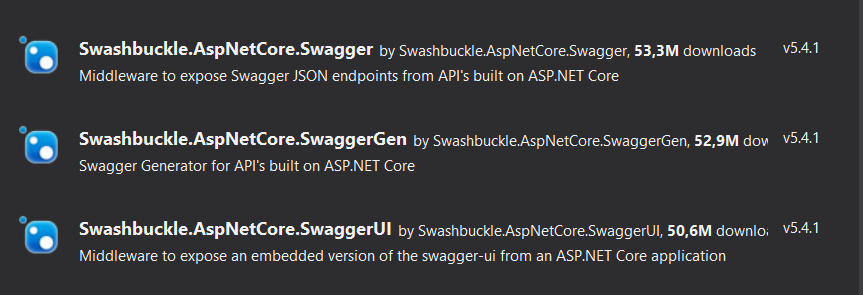 Swashbuckle.AspNetCore.Swagger by Swashbuckle.AspNetCore.Swagger, 53,3M downloads v5.4.1
Middleware to expose Swagger JSON endpoints from API's built on ASP.NET Core
Swashbuckle.AspNetCore.SwaggerGen by Swashbuckle.AspNetCore.SwaggerGen, 52,9M dow v5.4.1
Swagger Generator for API's built on ASP.NET Core
Swashbuckle.AspNetCore.SwaggerUI by Swashbuckle.AspNetCore.SwaggerUI, 50,6M downloa v5.4.1
Middleware to expose an embedded version of the swagger-ui from an ASP.NET Core application